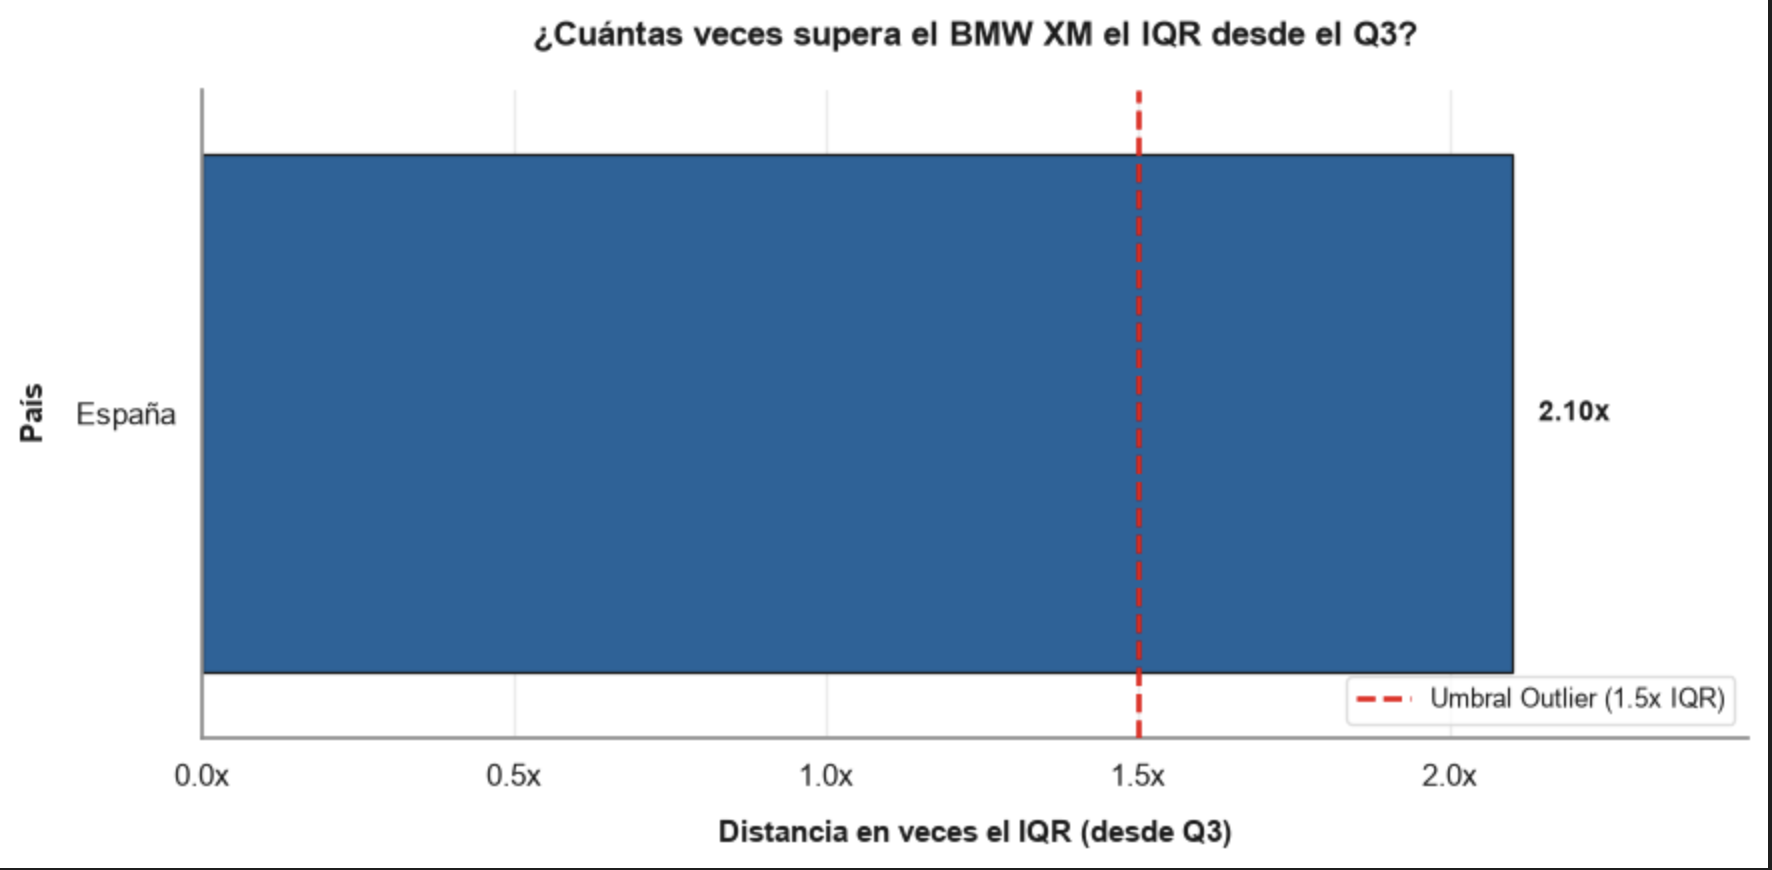 ¿Cuántas veces supera el BMW XM el IQR desde el Q3?
País
España
2.10x
Umbral Outlier (1.5x IQR)
0.0x 0.5x 1.0x 1.5x 2.0x
Distancia en veces el IQR (desde Q3)